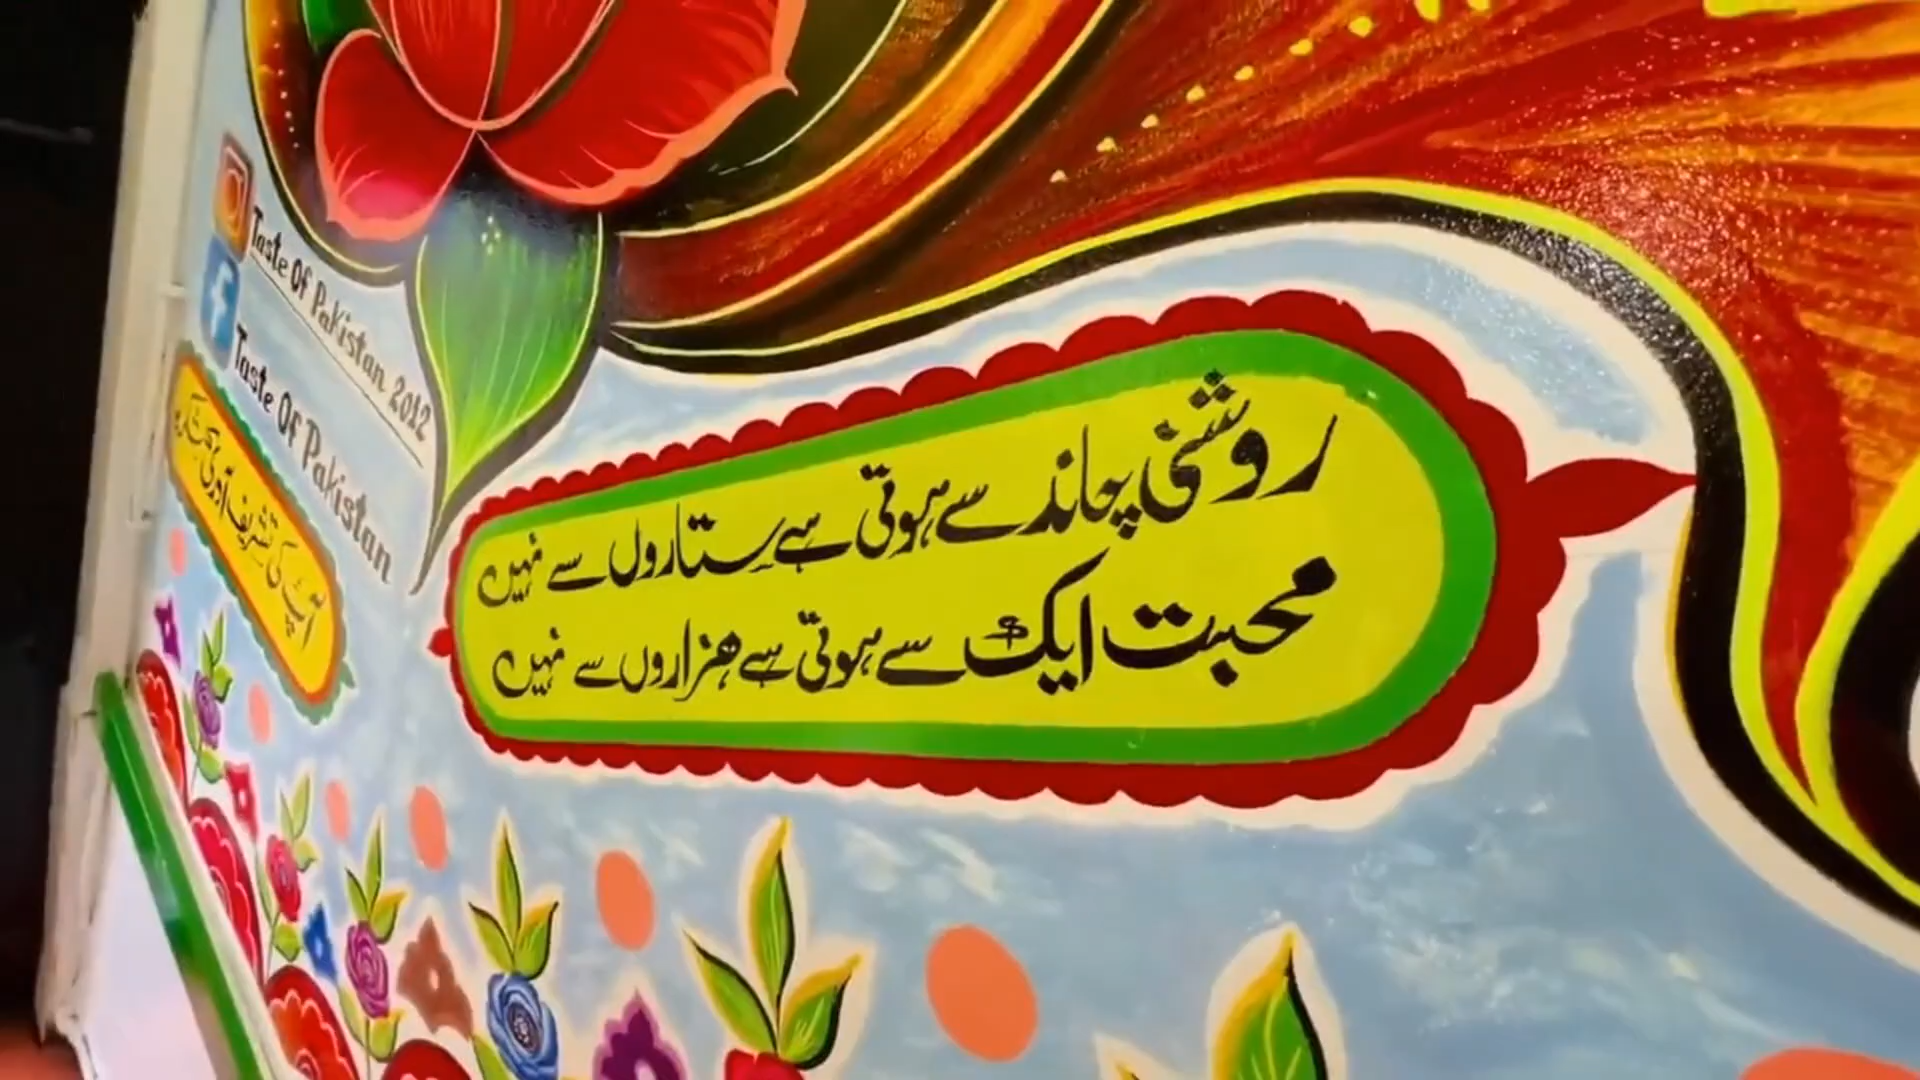 Taste Of Pakistan 2012
Taste Of Pakistan
آپ کی تشریف آوری کا شکریہ
روشنی چاند سے ہوتی ہے ستاروں سے نہیں
محبت ایک سے ہوتی ہے ھزاروں سے نہیں